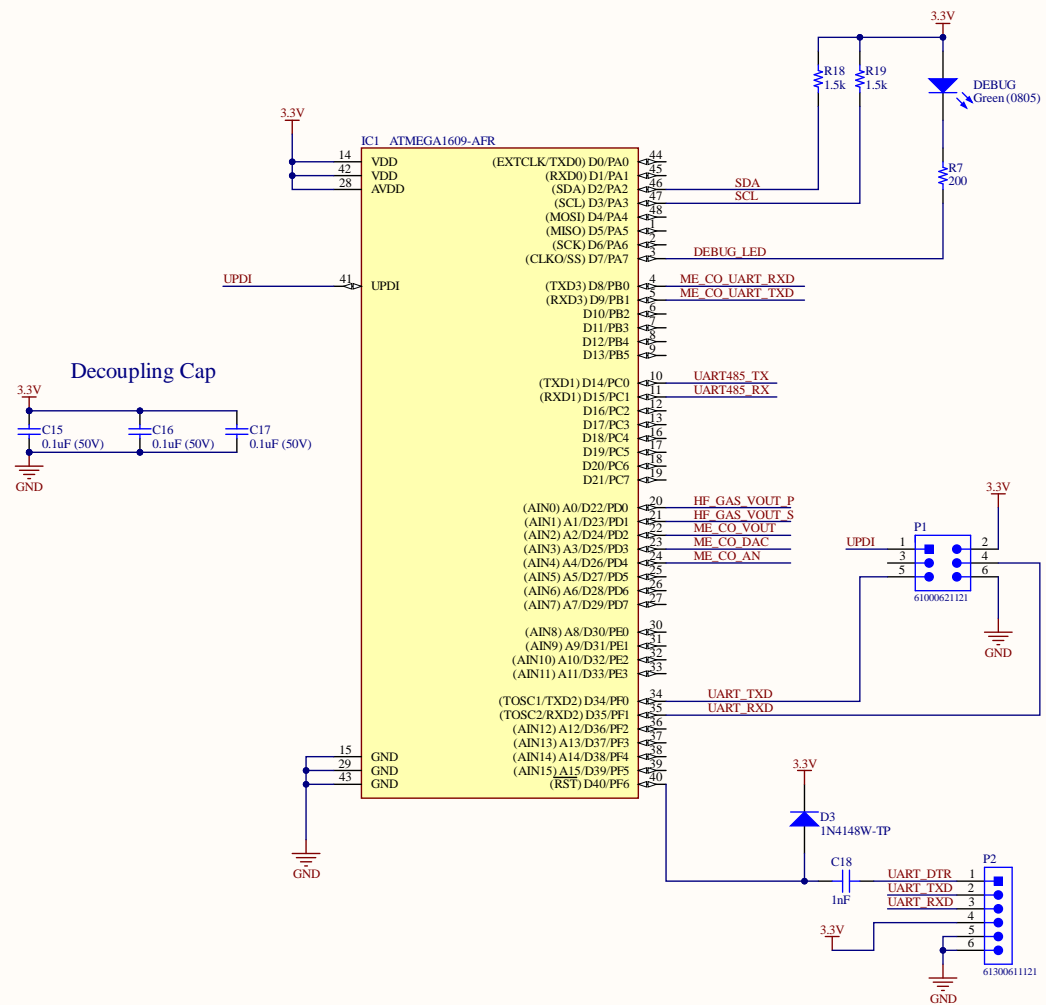 3.3V
R18
1.5k
R19
1.5k
DEBUG
Green (0805)
R7
200
3.3V
IC1 ATMEGA1609-AFR
14 VDD
42 VDD
28 AVDD
UPDI 41 UPDI
(EXTCLK/TXD0) D0/PA0 44
(RXD0) D1/PA1 45
(SDA) D2/PA2 46 SDA
(SCL) D3/PA3 47 SCL
(MOSI) D4/PA4 48
(MISO) D5/PA5 1
(SCK) D6/PA6 2
(CLKO/SS) D7/PA7 3 DEBUG_LED
(TXD3) D8/PB0 4 ME_CO_UART_RXD
(RXD3) D9/PB1 5 ME_CO_UART_TXD
D10/PB2 6
D11/PB3 7
D12/PB4 8
D13/PB5 9
(TXD1) D14/PC0 10 UART485_TX
(RXD1) D15/PC1 11 UART485_RX
D16/PC2 12
D17/PC3 13
D18/PC4 16
D19/PC5 17
D20/PC6 18
D21/PC7 19
(AIN0) A0/D22/PD0 20 HF_GAS_VOUT_P
(AIN1) A1/D23/PD1 21 HF_GAS_VOUT_S
(AIN2) A2/D24/PD2 22 ME_CO_VOUT
(AIN3) A3/D25/PD3 23 ME_CO_DAC
(AIN4) A4/D26/PD4 24 ME_CO_AN
(AIN5) A5/D27/PD5 25
(AIN6) A6/D28/PD6 26
(AIN7) A7/D29/PD7 27
(AIN8) A8/D30/PE0 30
(AIN9) A9/D31/PE1 31
(AIN10) A10/D32/PE2 32
(AIN11) A11/D33/PE3 33
(TOSC1/TXD2) D34/PF0 34 UART_TXD
(TOSC2/RXD2) D35/PF1 35 UART_RXD
(AIN12) A12/D36/PF2 36
(AIN13) A13/D37/PF3 37
(AIN14) A14/D38/PF4 38
(AIN15) A15/D39/PF5 39
(RST) D40/PF6 40
15 GND
29 GND
43 GND
GND
Decoupling Cap
3.3V
C15
0.1uF (50V)
C16
0.1uF (50V)
C17
0.1uF (50V)
GND
3.3V
P1
UPDI 1 2
3 4
5 6
61000621121
GND
3.3V
D3
1N4148W-TP
C18
1nF
P2
UART_DTR 1
UART_TXD 2
UART_RXD 3
4
5
6
3.3V
61300611121
GND